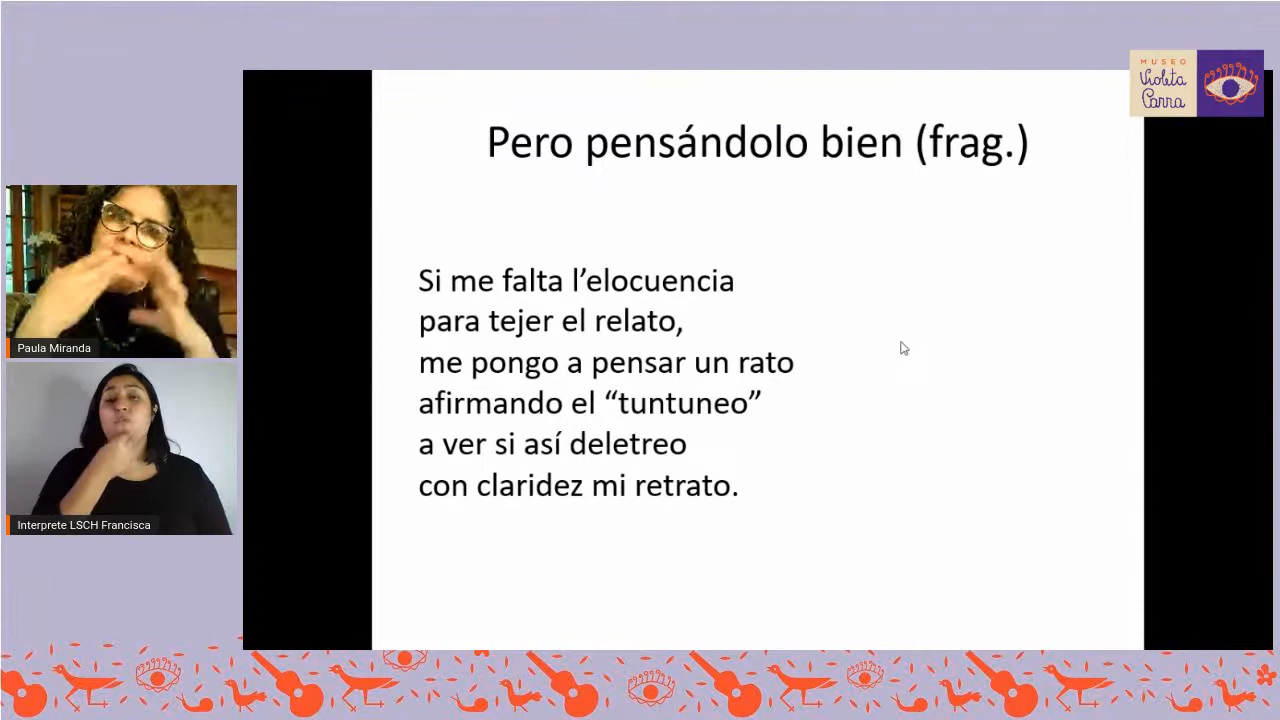 MUSEO
Violeta
Parra
Pero pensándolo bien (frag.)
Si me falta l’elocuencia
para tejer el relato,
me pongo a pensar un rato
afirmando el “tuntuneo”
a ver si así deletreo
con claridez mi retrato.
Paula Miranda
Interprete LSCH Francisca